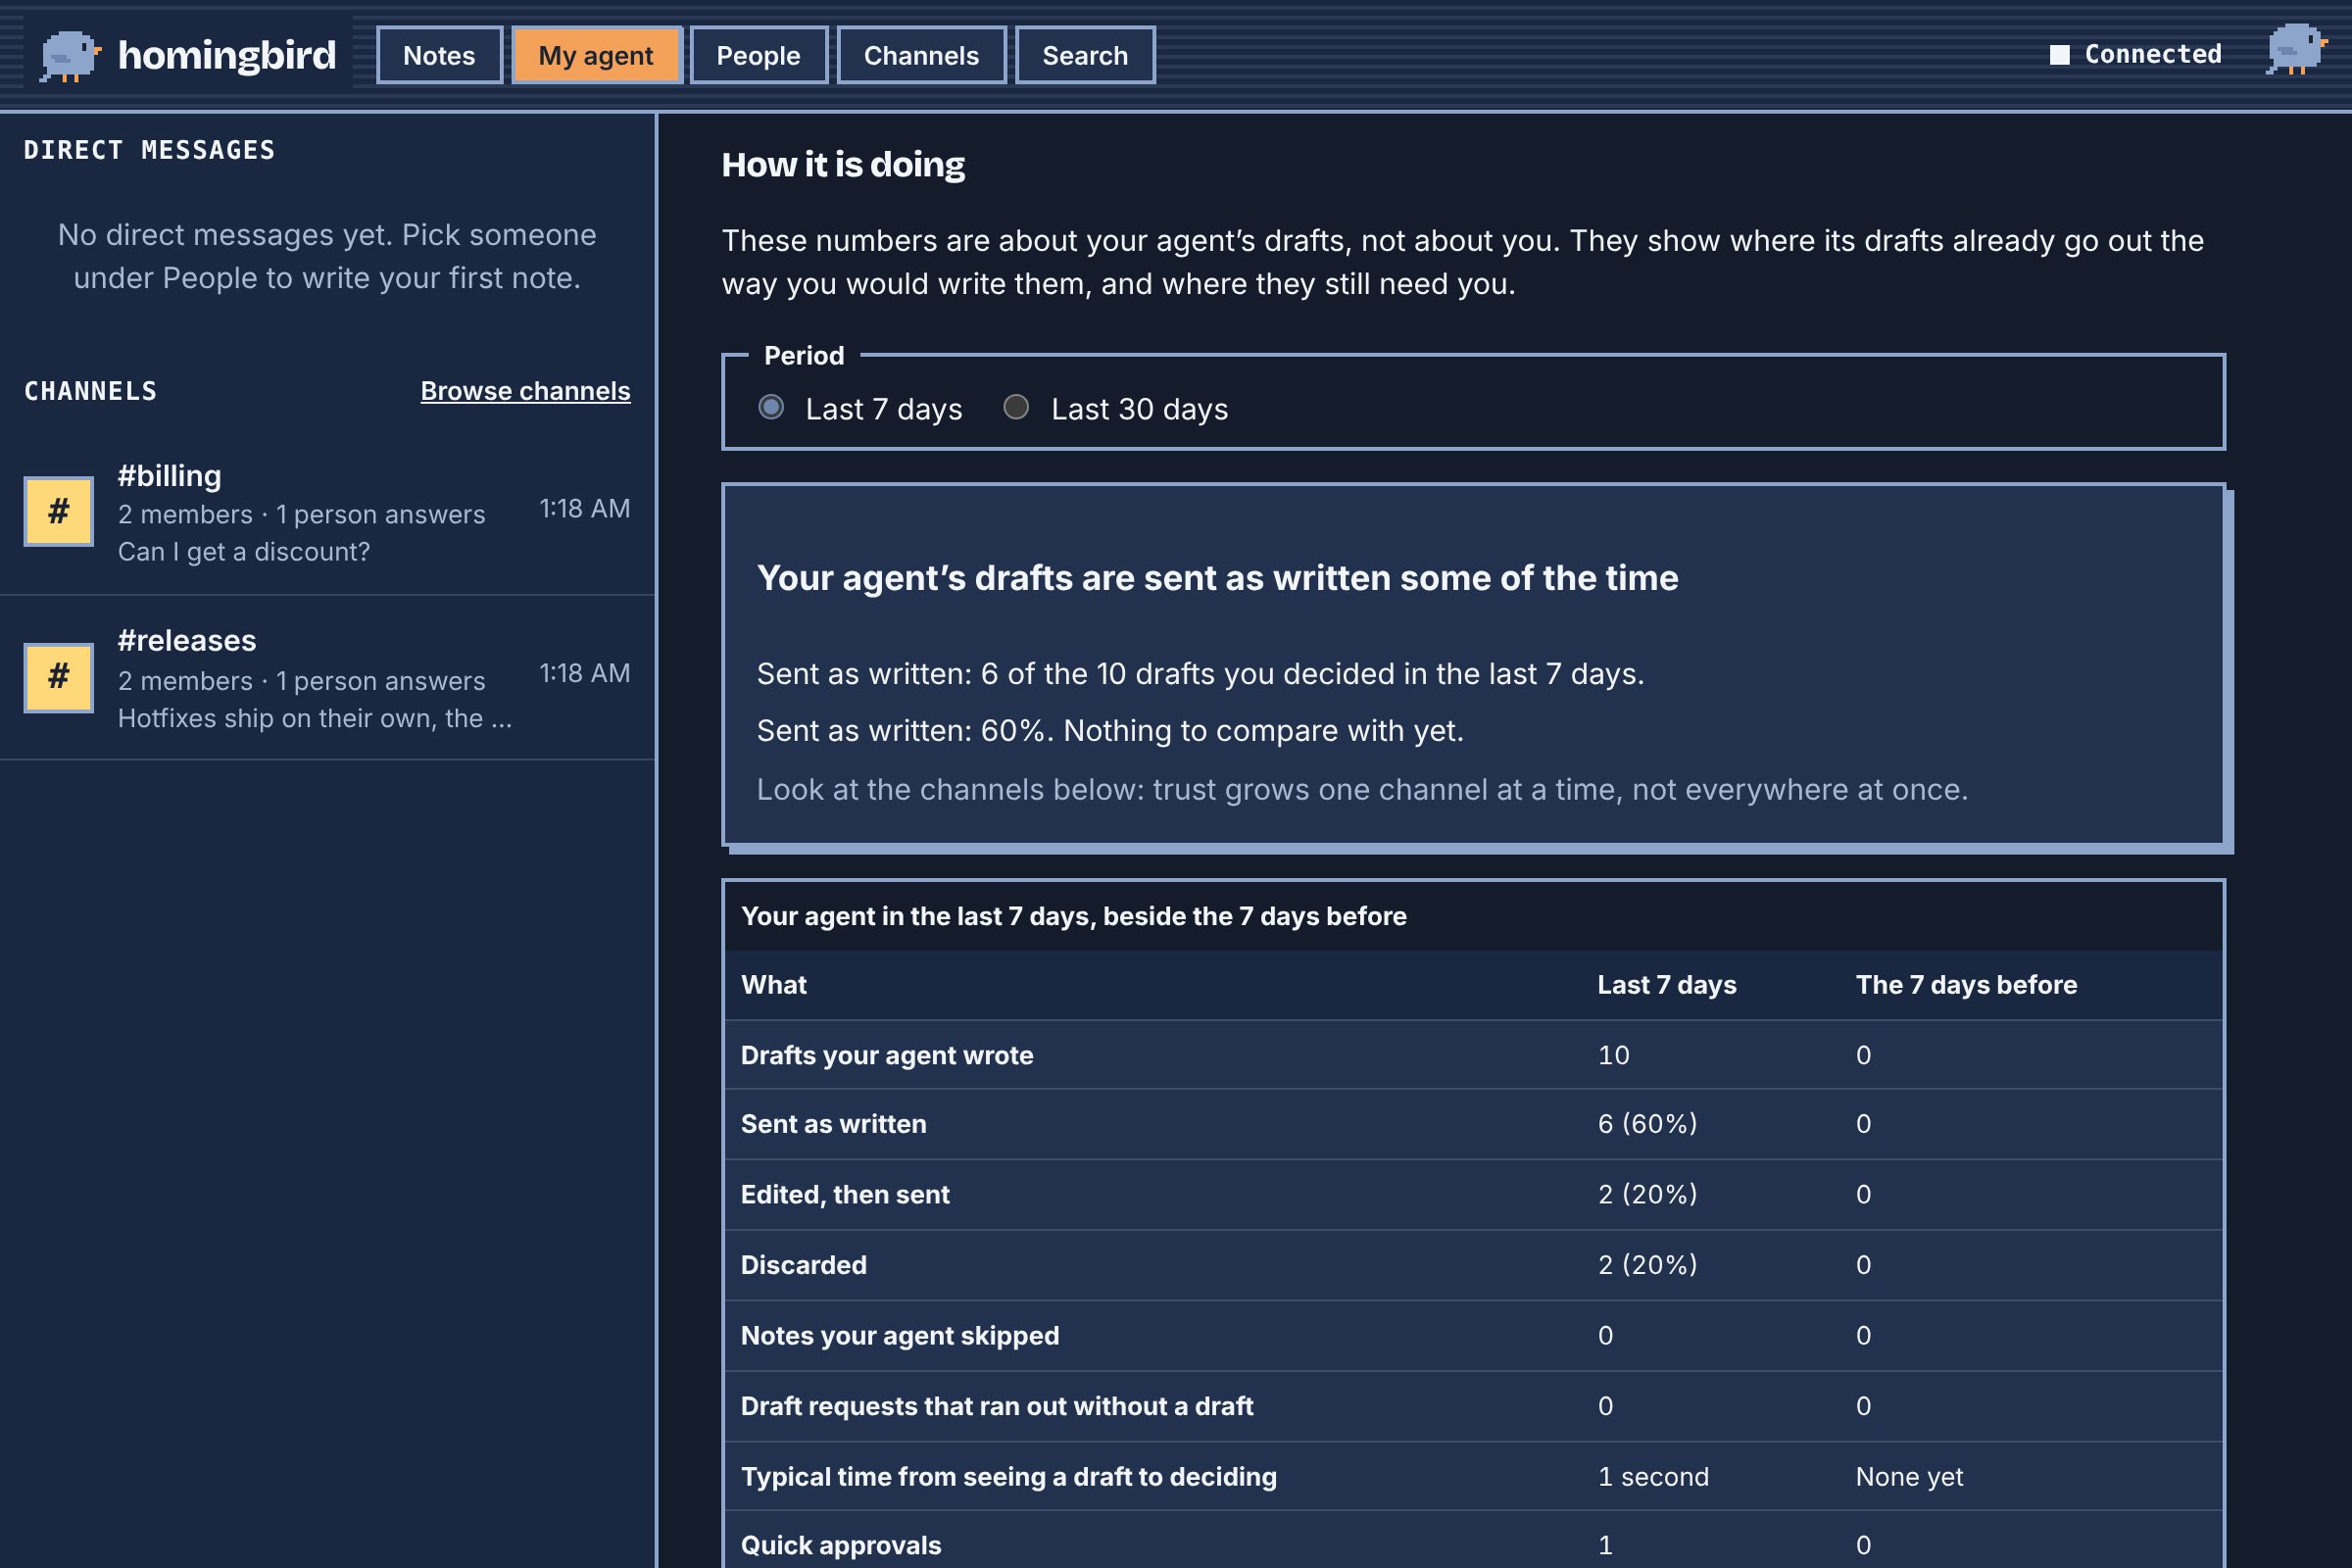 homingbird
Notes
My agent
People
Channels
Search
Connected
DIRECT MESSAGES
No direct messages yet. Pick someone
under People to write your first note.
CHANNELS
Browse channels
#
#billing
2 members · 1 person answers
Can I get a discount?
1:18 AM
#
#releases
2 members · 1 person answers
Hotfixes ship on their own, the ...
1:18 AM
How it is doing
These numbers are about your agent’s drafts, not about you. They show where its drafts already go out the
way you would write them, and where they still need you.
Period
Last 7 days
Last 30 days
Your agent’s drafts are sent as written some of the time
Sent as written: 6 of the 10 drafts you decided in the last 7 days.
Sent as written: 60%. Nothing to compare with yet.
Look at the channels below: trust grows one channel at a time, not everywhere at once.
Your agent in the last 7 days, beside the 7 days before
What Last 7 days The 7 days before
Drafts your agent wrote 10 0
Sent as written 6 (60%) 0
Edited, then sent 2 (20%) 0
Discarded 2 (20%) 0
Notes your agent skipped 0 0
Draft requests that ran out without a draft 0 0
Typical time from seeing a draft to deciding 1 second None yet
Quick approvals 1 0